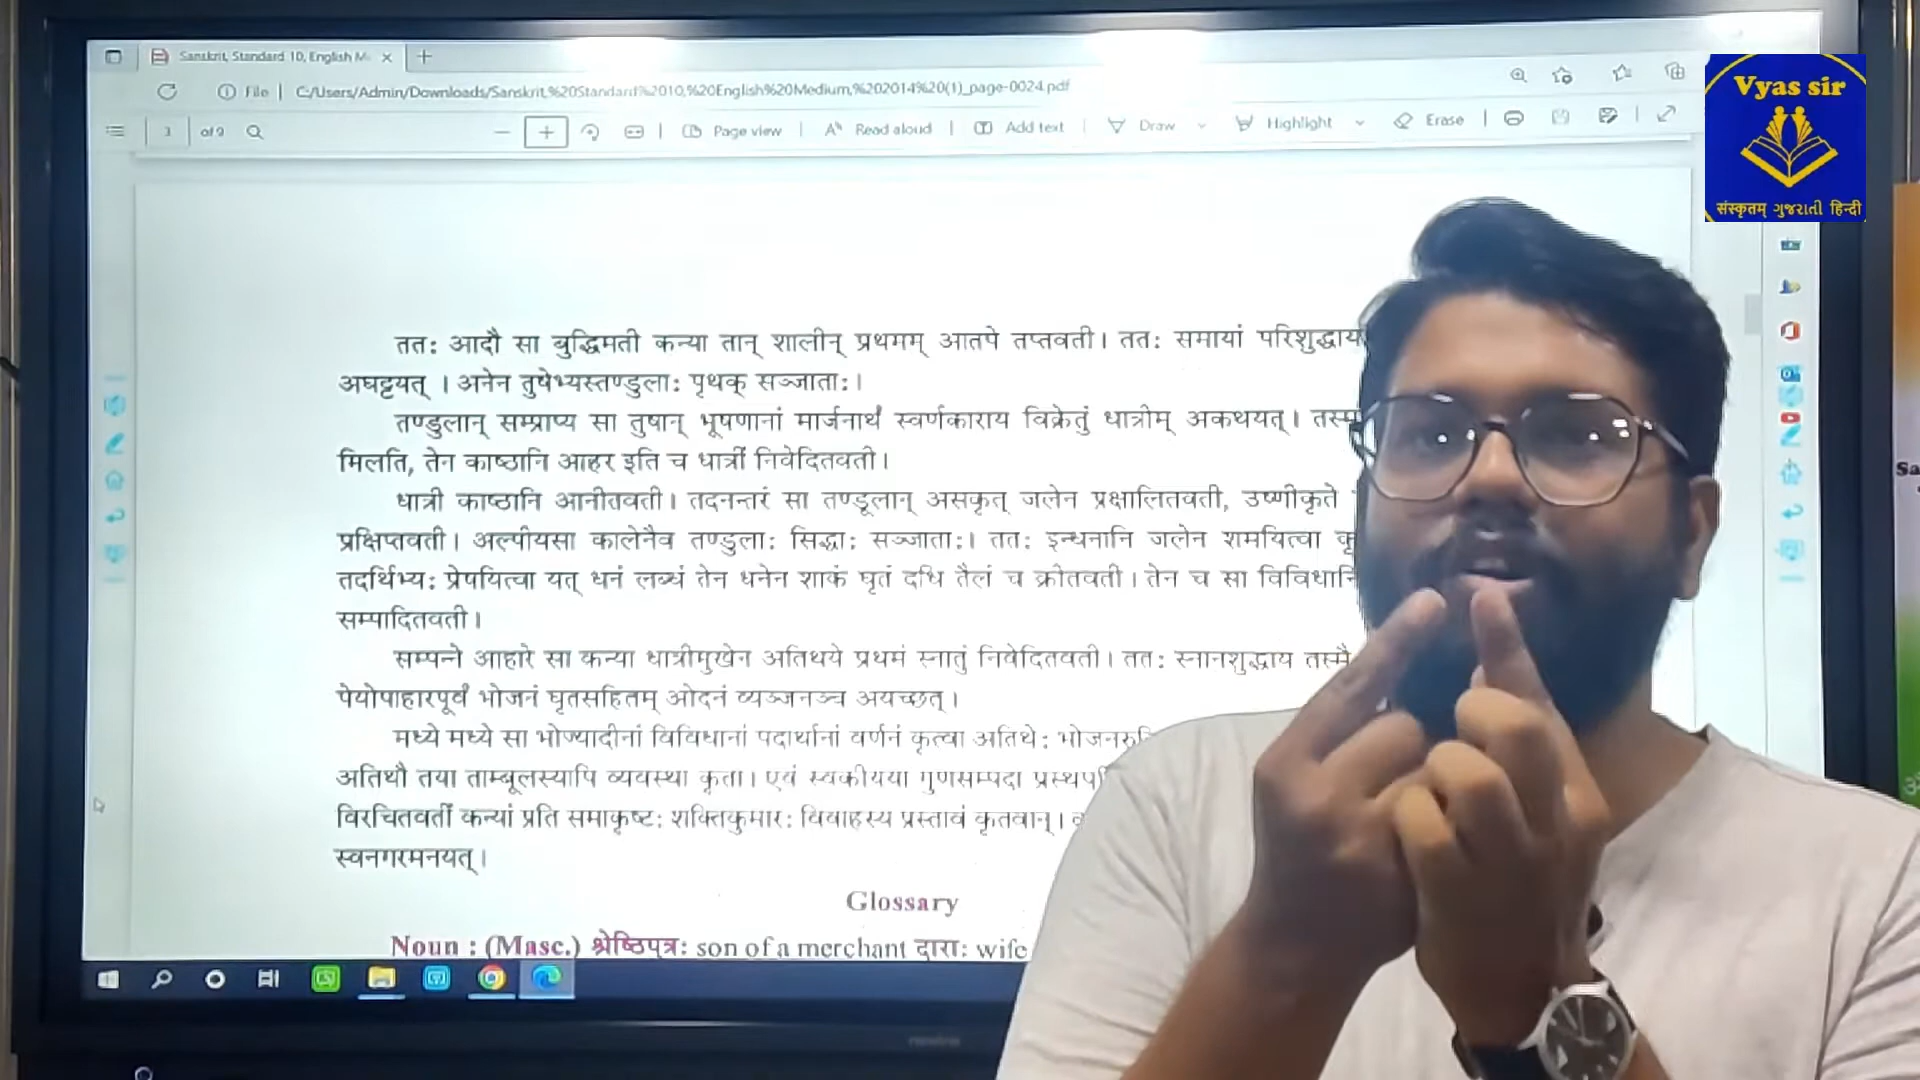 Sanskrit, Standard 10, English M
File C:/Users/Admin/Downloads/Sanskrit,%20Standard%2010,%20English%20Medium,%202014%20(1)_page-0024.pdf
3 of 9 Page view Read aloud Add text Draw Highlight Erase
Vyas sir
संस्कृतम् ગુજરાતી हिन्दी
ततः आदौ सा बुद्धिमती कन्या तान् शालीन् प्रथमम् आतपे तप्तवती। ततः समायां परिशुद्धाय
अघट्टयत् । अनेन तुषेभ्यस्तण्डुलाः पृथक् सञ्जाताः।
तण्डुलान् सम्प्राप्य सा तुषान् भूषणानां मार्जनार्थं स्वर्णकाराय विक्रेतुं धात्रीम् अकथयत्।
मिलति, तेन काष्ठानि आहर इति च धात्रीं निवेदितवती।
धात्री काष्ठानि आनीतवती। तदनन्तरं सा तण्डूलान् असकृत् जलेन प्रक्षालितवती, उष्णीकृते
प्रक्षिप्तवती। अल्पीयसा कालेनैव तण्डुलाः सिद्धाः सञ्जाताः। ततः इन्धनानि जलेन शमयित्वा
तदर्थिभ्यः प्रेषयित्वा यत् धनं लब्धं तेन धनेन शाकं घृतं दधि तैलं च क्रीतवती। तेन च सा विविधानि
सम्पादितवती।
सम्पन्ने आहारे सा कन्या धात्रीमुखेन अतिथये प्रथमं स्नातुं निवेदितवती। ततः स्नानशुद्धाय तस्मै
पेयोपाहारपूर्वं भोजनं घृतसहितम् ओदनं व्यञ्जनञ्च अयच्छत्।
मध्ये मध्ये सा भोज्यादीनां विविधानां पदार्थानां वर्णनं कृत्वा अतिथेः
अतिथौ तया ताम्बूलस्यापि व्यवस्था कृता। एवं स्वकीयया गुणसम्पदा
विरचितवतीं कन्यां प्रति समाकृष्टः शक्तिकुमारः विवाहस्य प्रस्तावं कृतवान्।
स्वनगरमनयत्।
Glossary
Noun : (Masc.) श्रेष्ठिपुत्रः son of a merchant दाराः wife